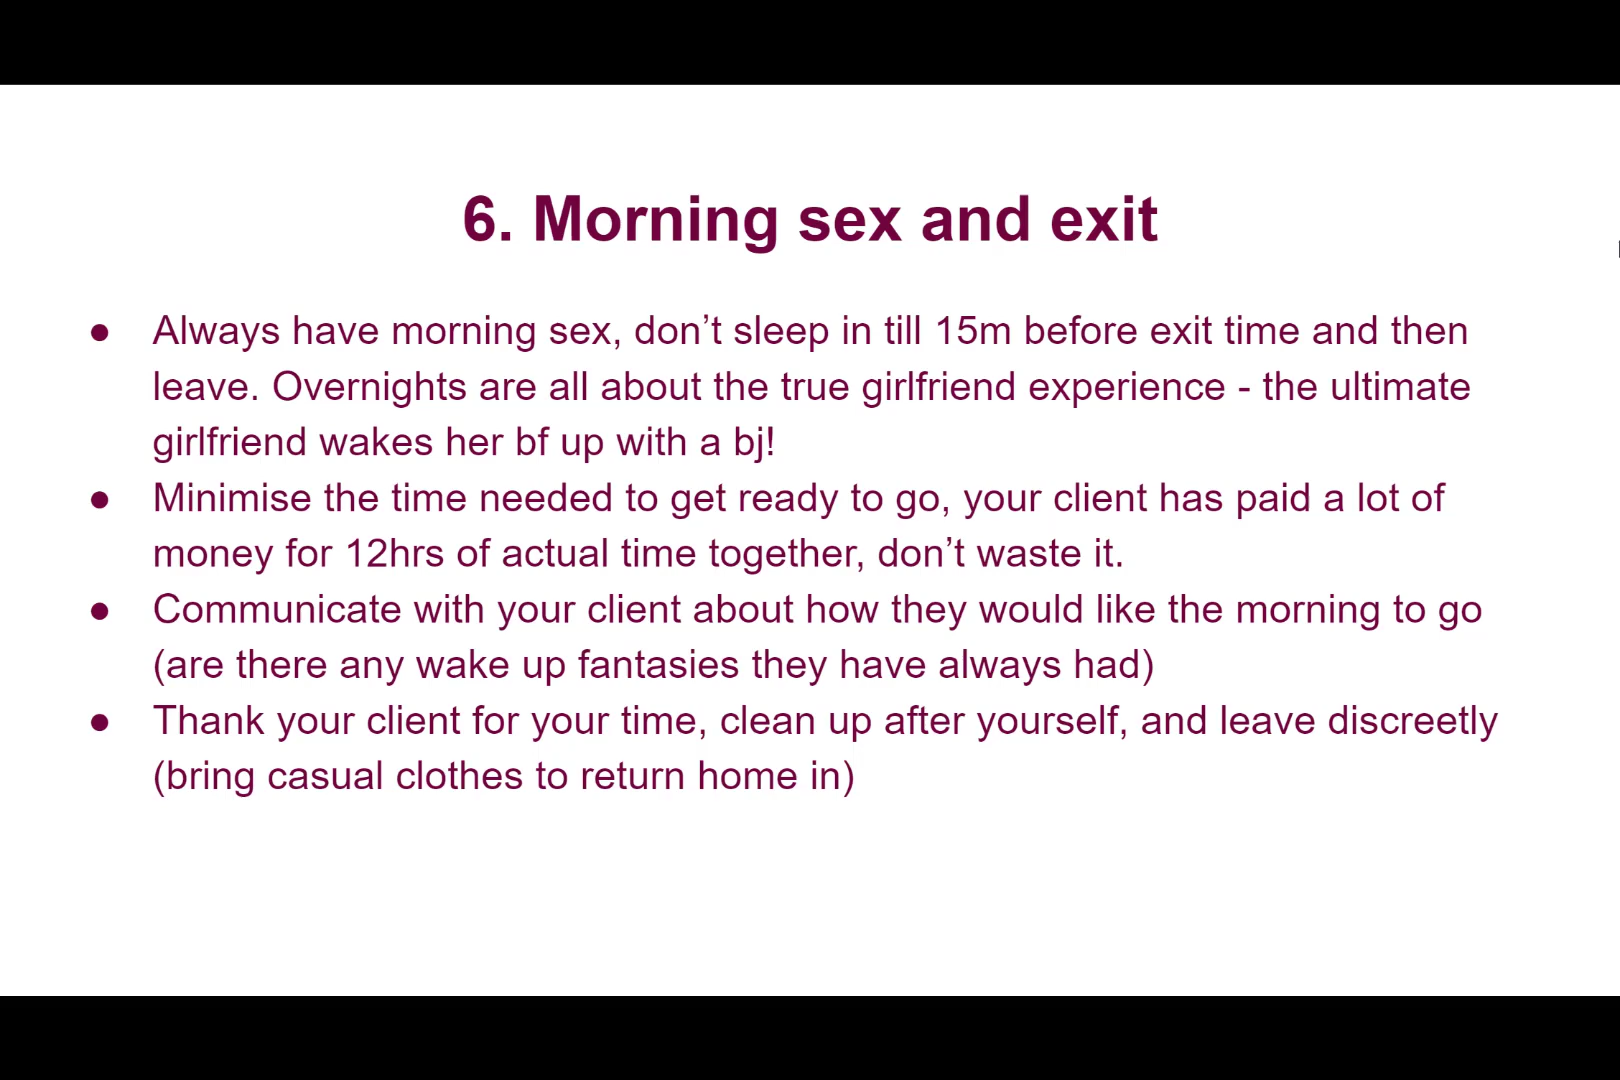 6. Morning sex and exit
● Always have morning sex, don’t sleep in till 15m before exit time and then
leave. Overnights are all about the true girlfriend experience - the ultimate
girlfriend wakes her bf up with a bj!
● Minimise the time needed to get ready to go, your client has paid a lot of
money for 12hrs of actual time together, don’t waste it.
● Communicate with your client about how they would like the morning to go
(are there any wake up fantasies they have always had)
● Thank your client for your time, clean up after yourself, and leave discreetly
(bring casual clothes to return home in)